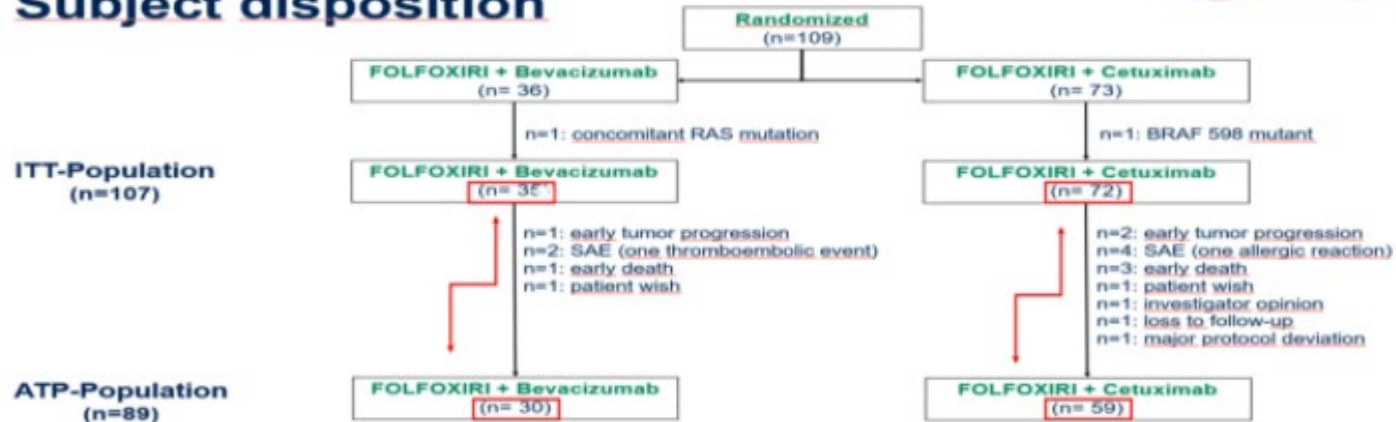 Subject disposition
Randomized
(n=109)
FOLFOXIRI + Bevacizumab
(n= 36)
FOLFOXIRI + Cetuximab
(n= 73)
n=1: concomitant RAS mutation
n=1: BRAF 598 mutant
ITT-Population
(n=107)
FOLFOXIRI + Bevacizumab
(n= 35)
FOLFOXIRI + Cetuximab
(n= 72)
n=1: early tumor progression
n=2: SAE (one thromboembolic event)
n=1: early death
n=1: patient wish
n=2: early tumor progression
n=4: SAE (one allergic reaction)
n=3: early death
n=1: patient wish
n=1: investigator opinion
n=1: loss to follow-up
n=1: major protocol deviation
ATP-Population
(n=89)
FOLFOXIRI + Bevacizumab
(n= 30)
FOLFOXIRI + Cetuximab
(n= 59)